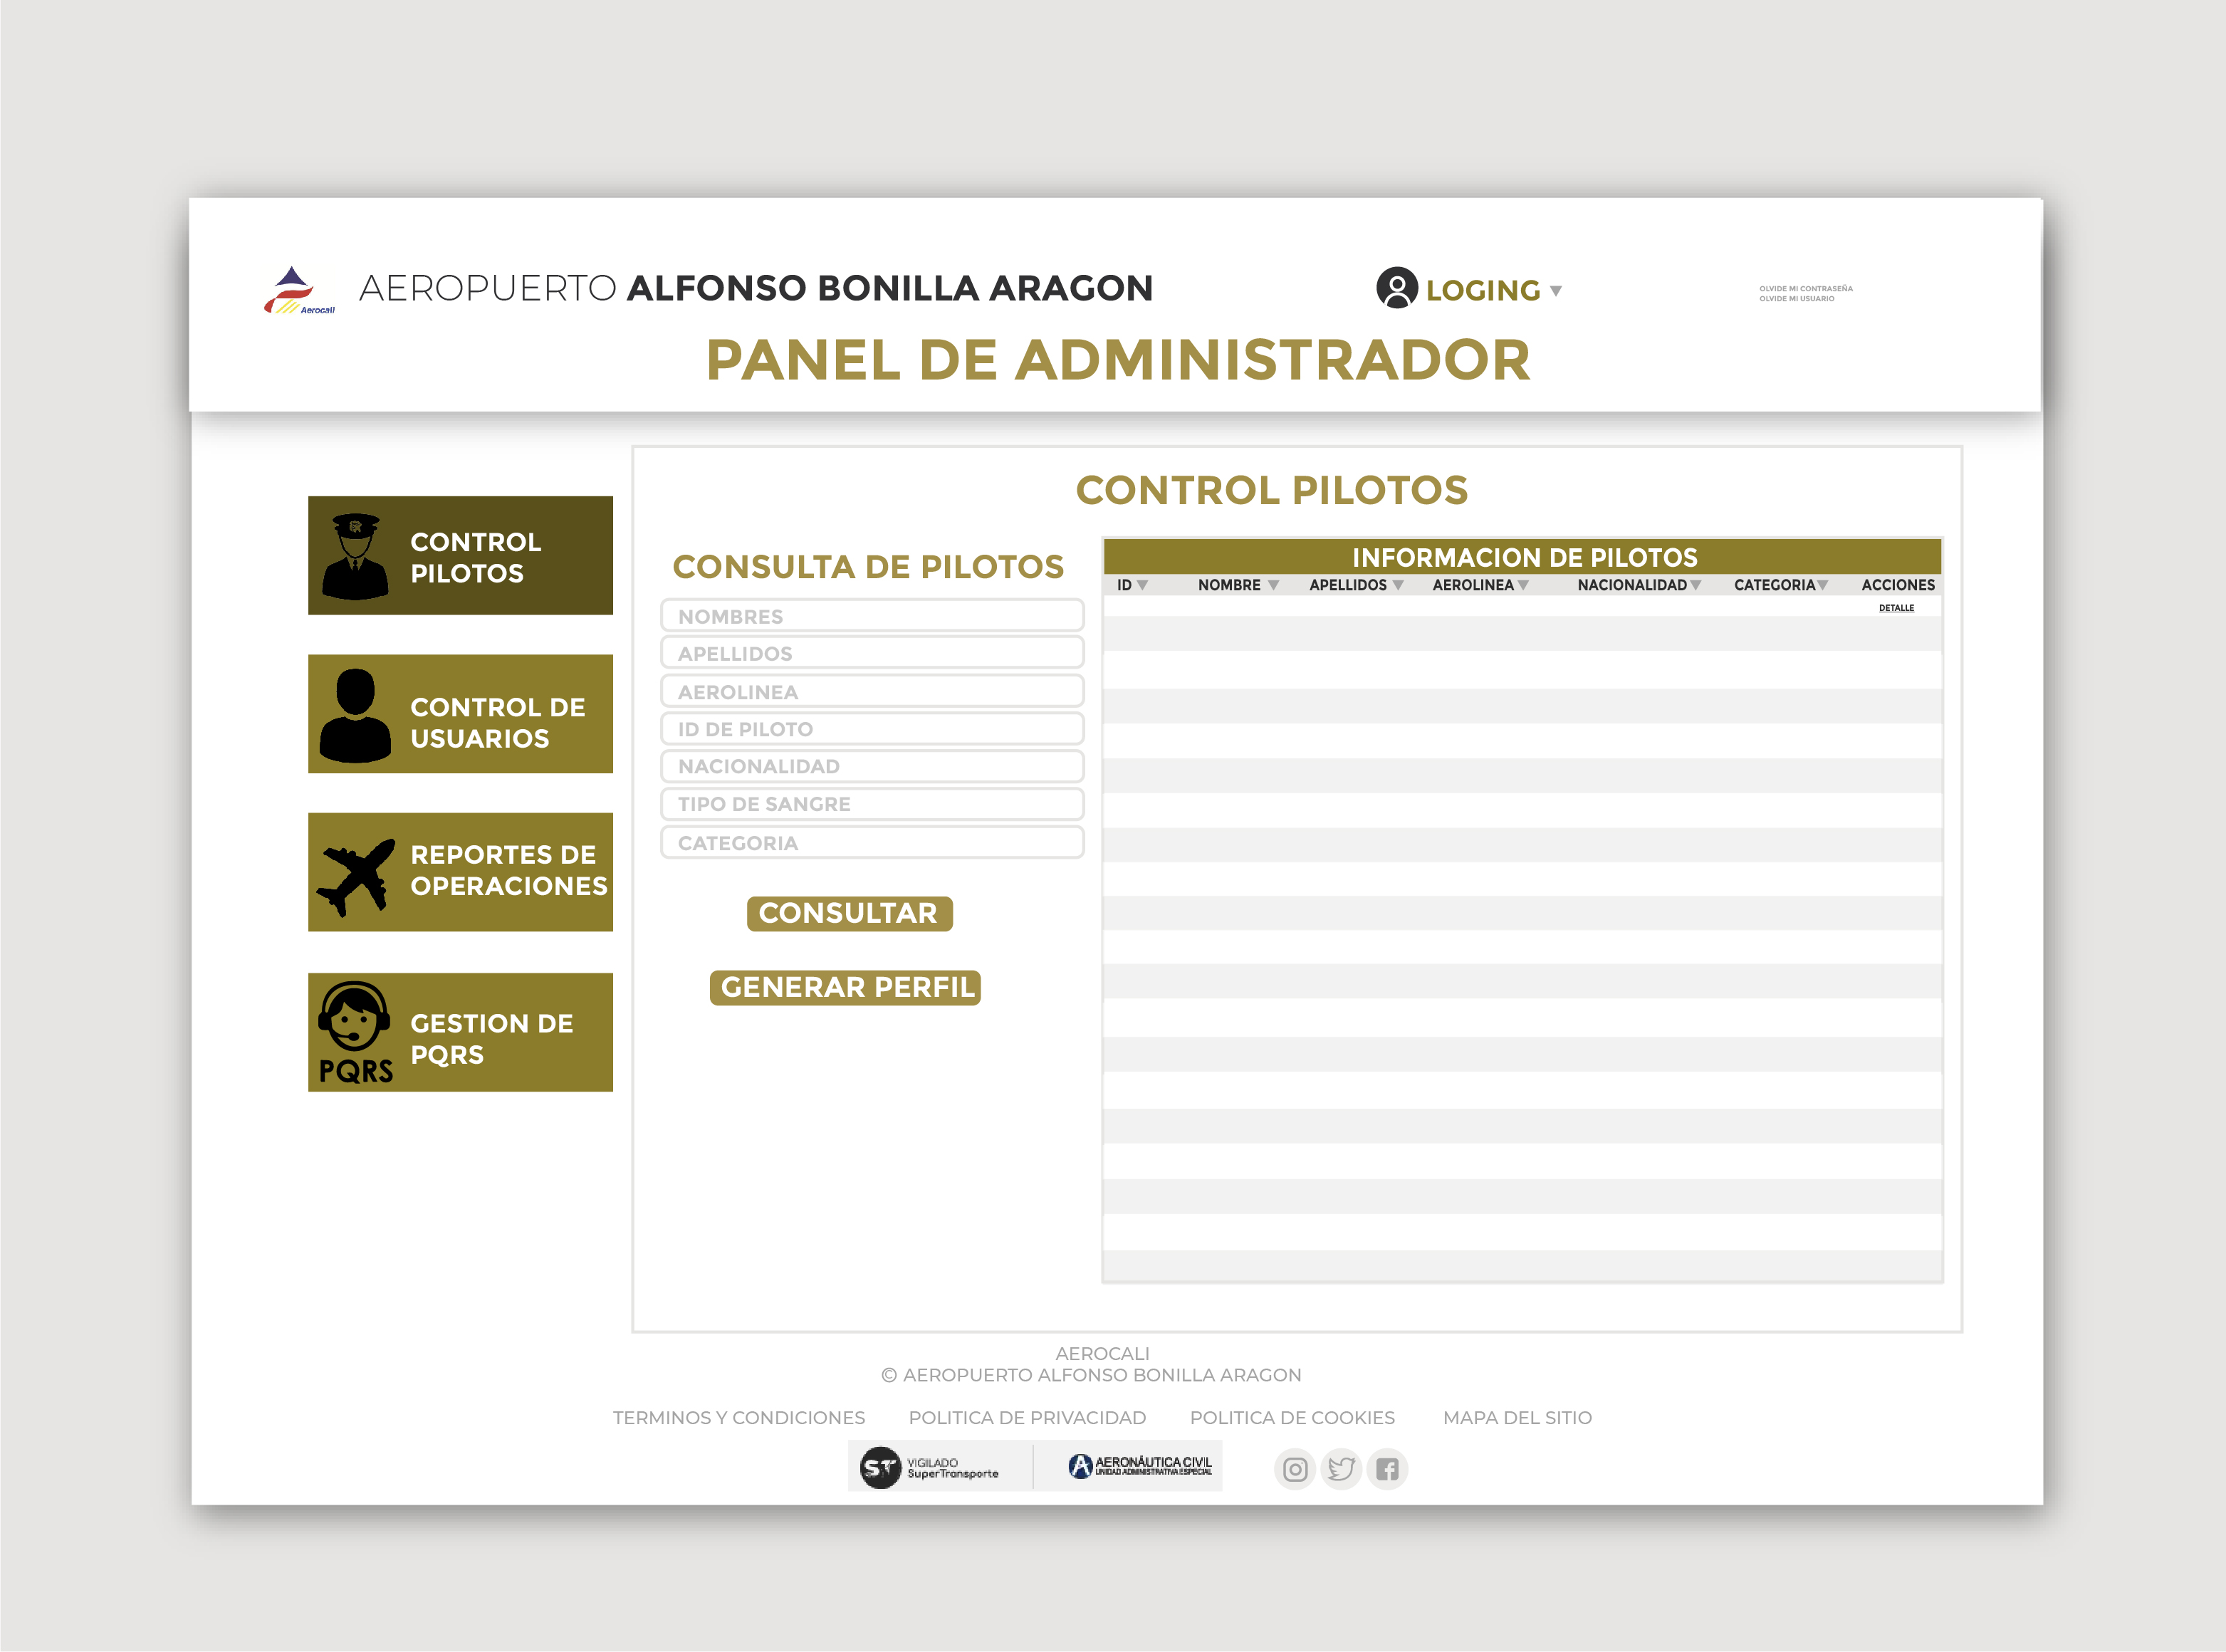 Aerocali
AEROPUERTO ALFONSO BONILLA ARAGON
LOGING
OLVIDE MI CONTRASEÑA
OLVIDE MI USUARIO
PANEL DE ADMINISTRADOR
CONTROL
PILOTOS
CONTROL DE
USUARIOS
REPORTES DE
OPERACIONES
PQRS
GESTION DE
PQRS
CONTROL PILOTOS
CONSULTA DE PILOTOS
NOMBRES
APELLIDOS
AEROLINEA
ID DE PILOTO
NACIONALIDAD
TIPO DE SANGRE
CATEGORIA
CONSULTAR
GENERAR PERFIL
INFORMACION DE PILOTOS
ID NOMBRE APELLIDOS AEROLINEA NACIONALIDAD CATEGORIA ACCIONES
DETALLE
AEROCALI
© AEROPUERTO ALFONSO BONILLA ARAGON
TERMINOS Y CONDICIONES POLITICA DE PRIVACIDAD POLITICA DE COOKIES MAPA DEL SITIO
ST
VIGILADO
SuperTransporte
AERONÁUTICA CIVIL
UNIDAD ADMINISTRATIVA ESPECIAL